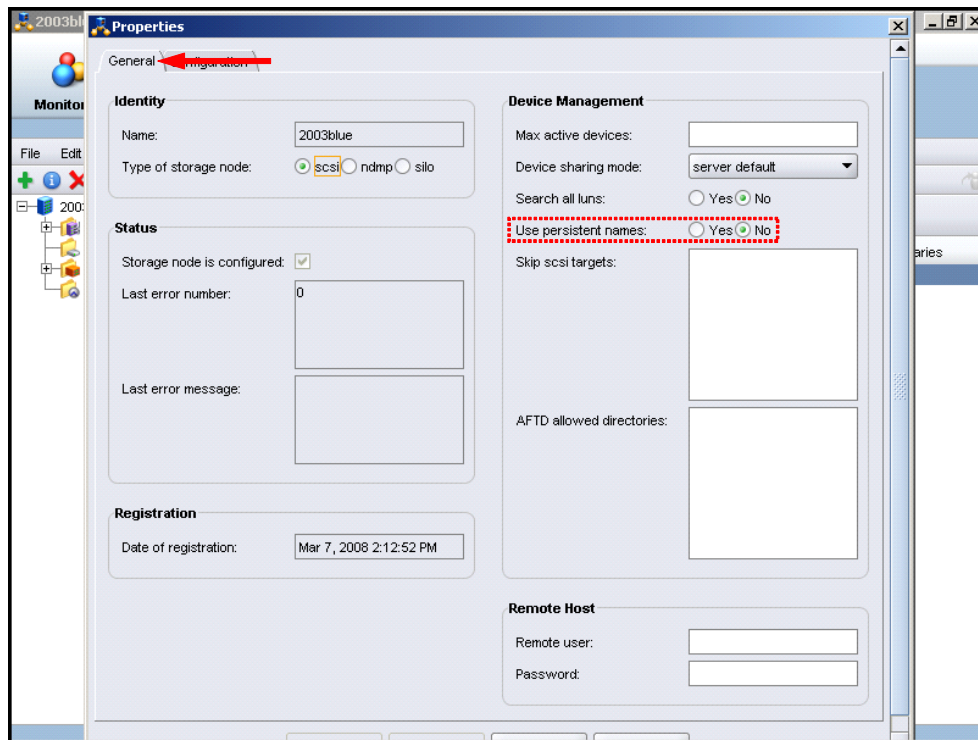 2003bl
Properties
General
Monitor
Identity
Name: 2003blue
Type of storage node: scsi ndmp silo
Status
Storage node is configured:
Last error number: 0
Last error message:
Registration
Date of registration: Mar 7, 2008 2:12:52 PM
Device Management
Max active devices:
Device sharing mode: server default
Search all luns: Yes No
Use persistent names: Yes No
Skip scsi targets:
AFTD allowed directories:
Remote Host
Remote user:
Password:
File Edit
200
aries